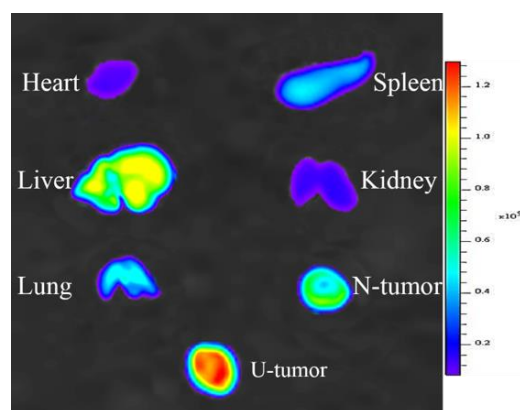 Heart
Spleen
Liver
Kidney
Lung
N-tumor
U-tumor
1.2
1.0
0.8
0.6
0.4
0.2